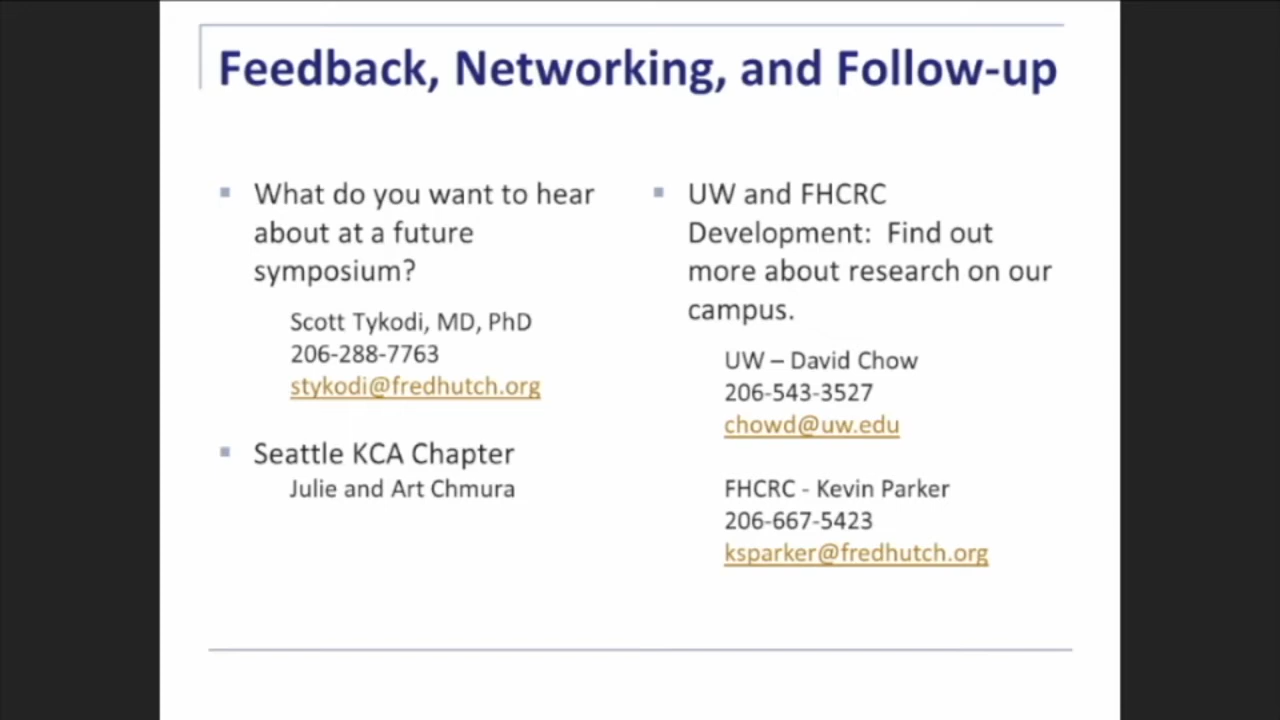 Feedback, Networking, and Follow-up
What do you want to hear
about at a future
symposium?
Scott Tykodi, MD, PhD
206-288-7763
stykodi@fredhutch.org
Seattle KCA Chapter
Julie and Art Chmura
UW and FHCRC
Development: Find out
more about research on our
campus.
UW – David Chow
206-543-3527
chowd@uw.edu
FHCRC - Kevin Parker
206-667-5423
ksparker@fredhutch.org